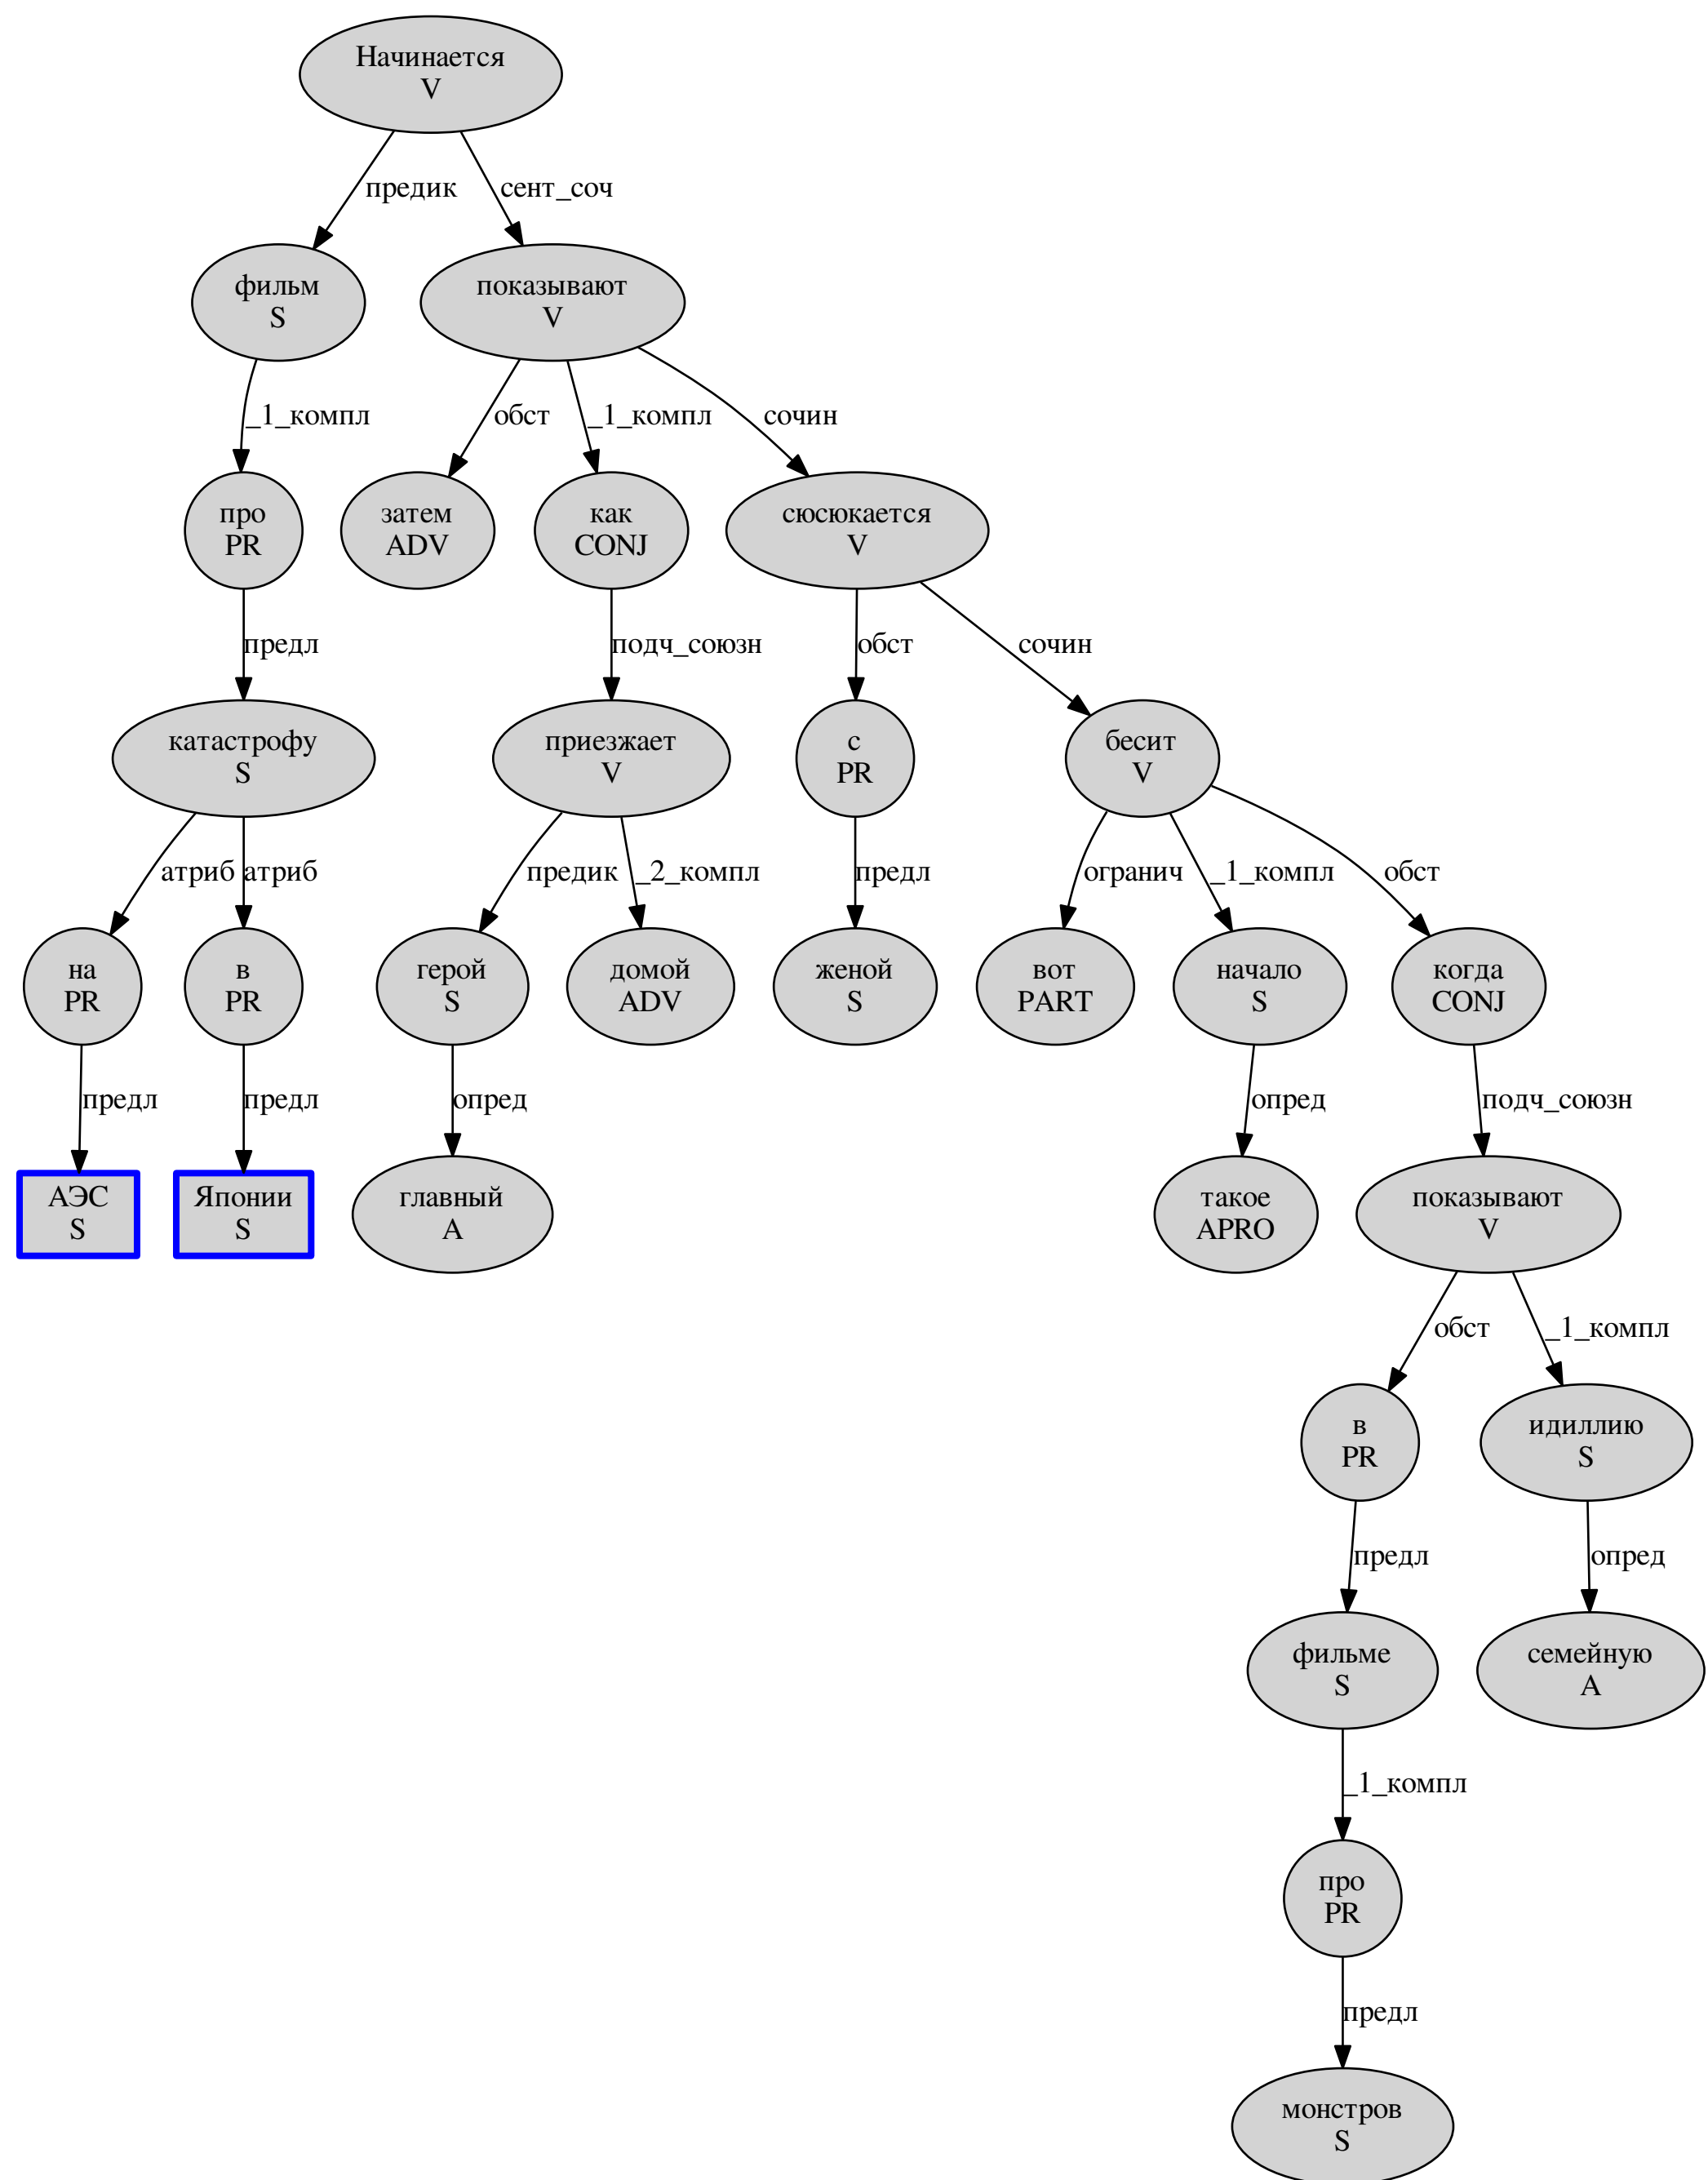 Начинается
V
предик
сент_соч
фильм
S
показывают
V
_1_компл
обст
_1_компл
сочин
про
PR
затем
ADV
как
CONJ
сюсюкается
V
предл
подч_союзн
обст
сочин
катастрофу
S
приезжает
V
с
PR
бесит
V
атриб
атриб
предик
_2_компл
предл
огранич
_1_компл
обст
на
PR
в
PR
герой
S
домой
ADV
женой
S
вот
PART
начало
S
когда
CONJ
предл
предл
опред
опред
подч_союзн
АЭС
S
Японии
S
главный
A
такое
APRO
показывают
V
обст
_1_компл
в
PR
идиллию
S
предл
опред
фильме
S
семейную
A
_1_компл
про
PR
предл
монстров
S